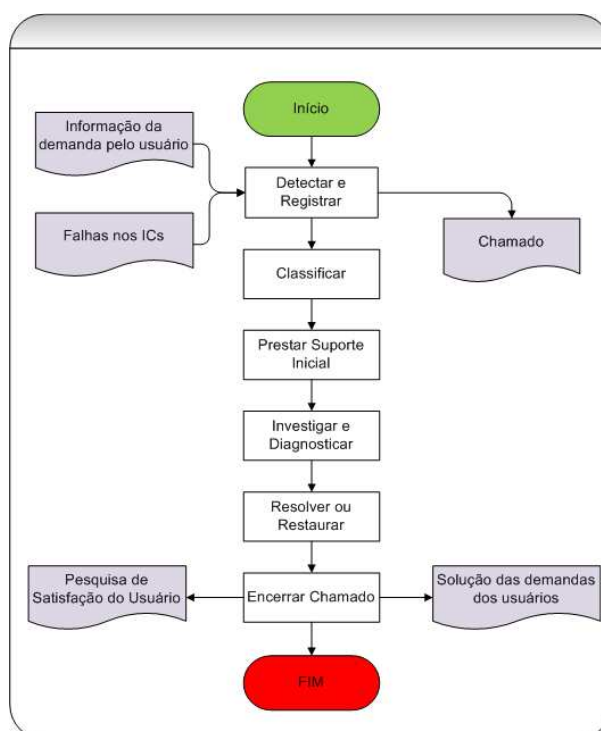 Início
Informação da
demanda pelo usuário
Detectar e
Registrar
Falhas nos ICs
Chamado
Classificar
Prestar Suporte
Inicial
Investigar e
Diagnosticar
Resolver ou
Restaurar
Pesquisa de
Satisfação do Usuário
Encerrar Chamado
Solução das demandas
dos usuários
FIM